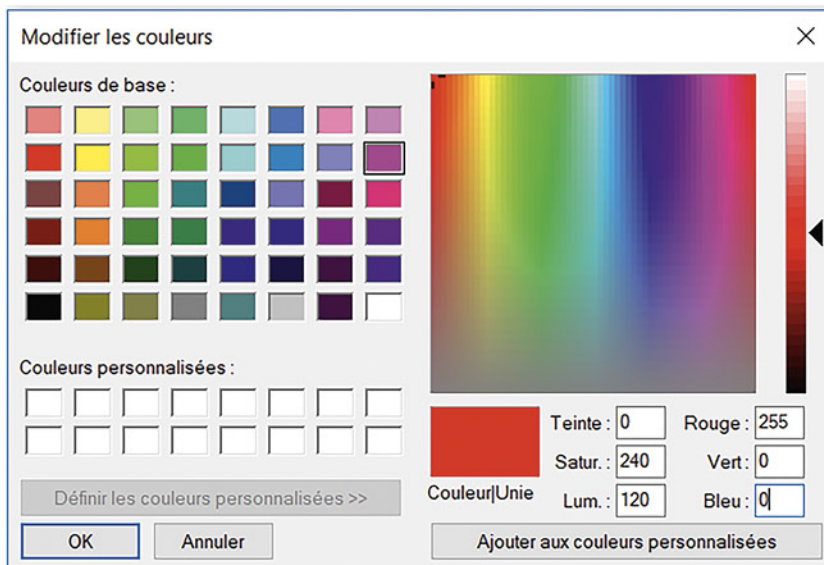 Modifier les couleurs
Couleurs de base :
Couleurs personnalisées :
Définir les couleurs personnalisées >>
OK
Annuler
Couleur|Unie
Teinte : 0
Satur. : 240
Lum. : 120
Rouge : 255
Vert : 0
Bleu : 0
Ajouter aux couleurs personnalisées